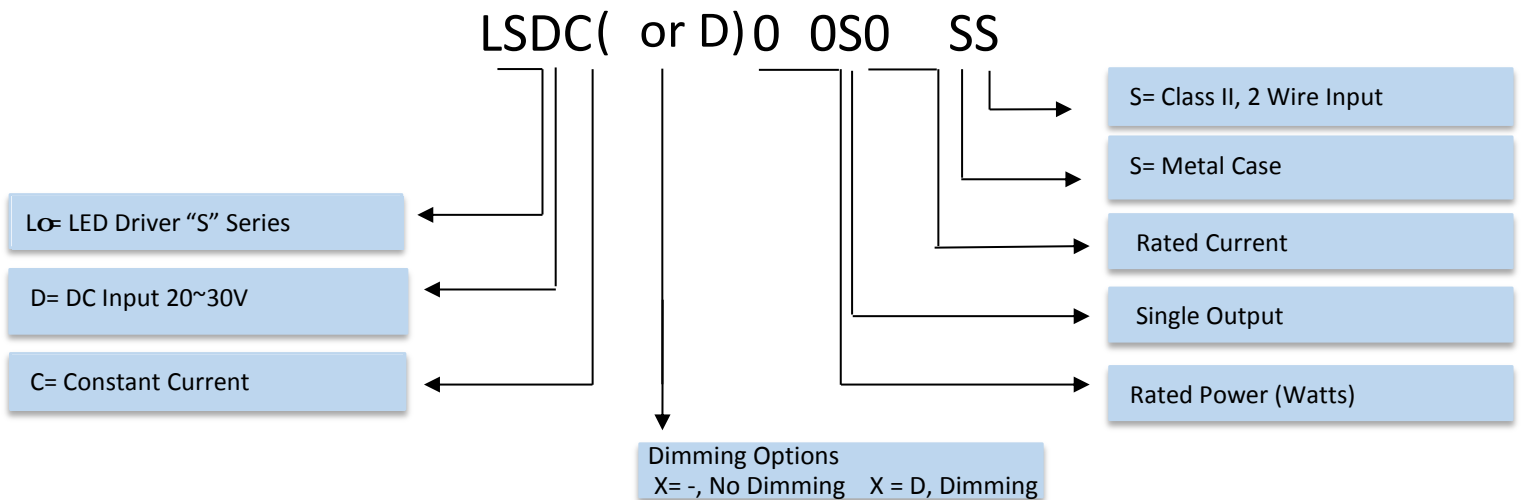 LSDC( or D)0 0S0 SS
S= Class II, 2 Wire Input
S= Metal Case
Rated Current
Single Output
Rated Power (Watts)
LED Driver “S” Series
D= DC Input 20~30V
C= Constant Current
Dimming Options
X= -, No Dimming X = D, Dimming